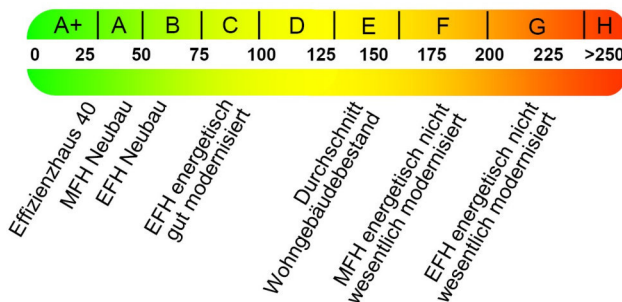 A+ A B C D E F G H
0 25 50 75 100 125 150 175 200 225 >250
Effizienzhaus 40
MFH Neubau
EFH Neubau
EFH energetisch
gut modernisiert
Durchschnitt
Wohngebäudebestand
MFH energetisch nicht
wesentlich modernisiert
EFH energetisch nicht
wesentlich modernisiert